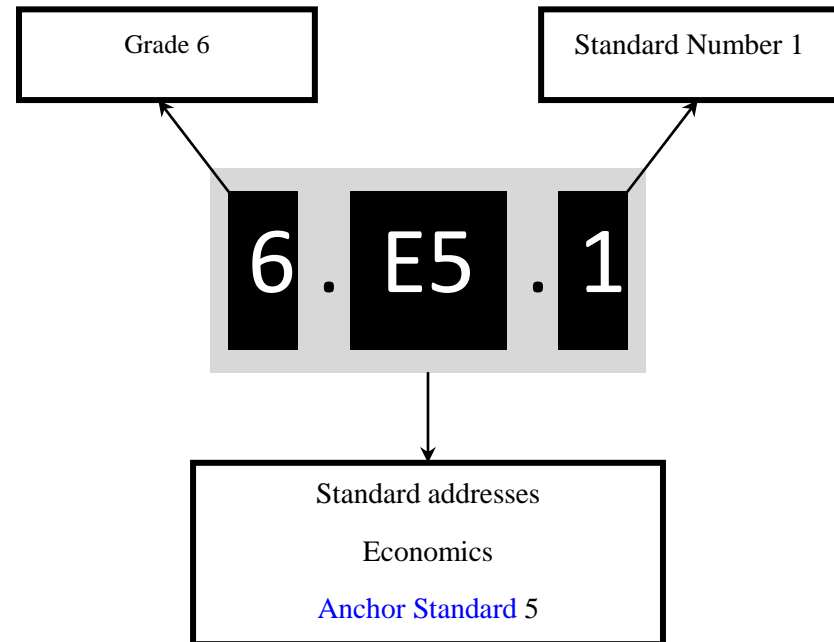 Grade 6
Standard Number 1
6 . E5 . 1
Standard addresses
Economics
Anchor Standard 5